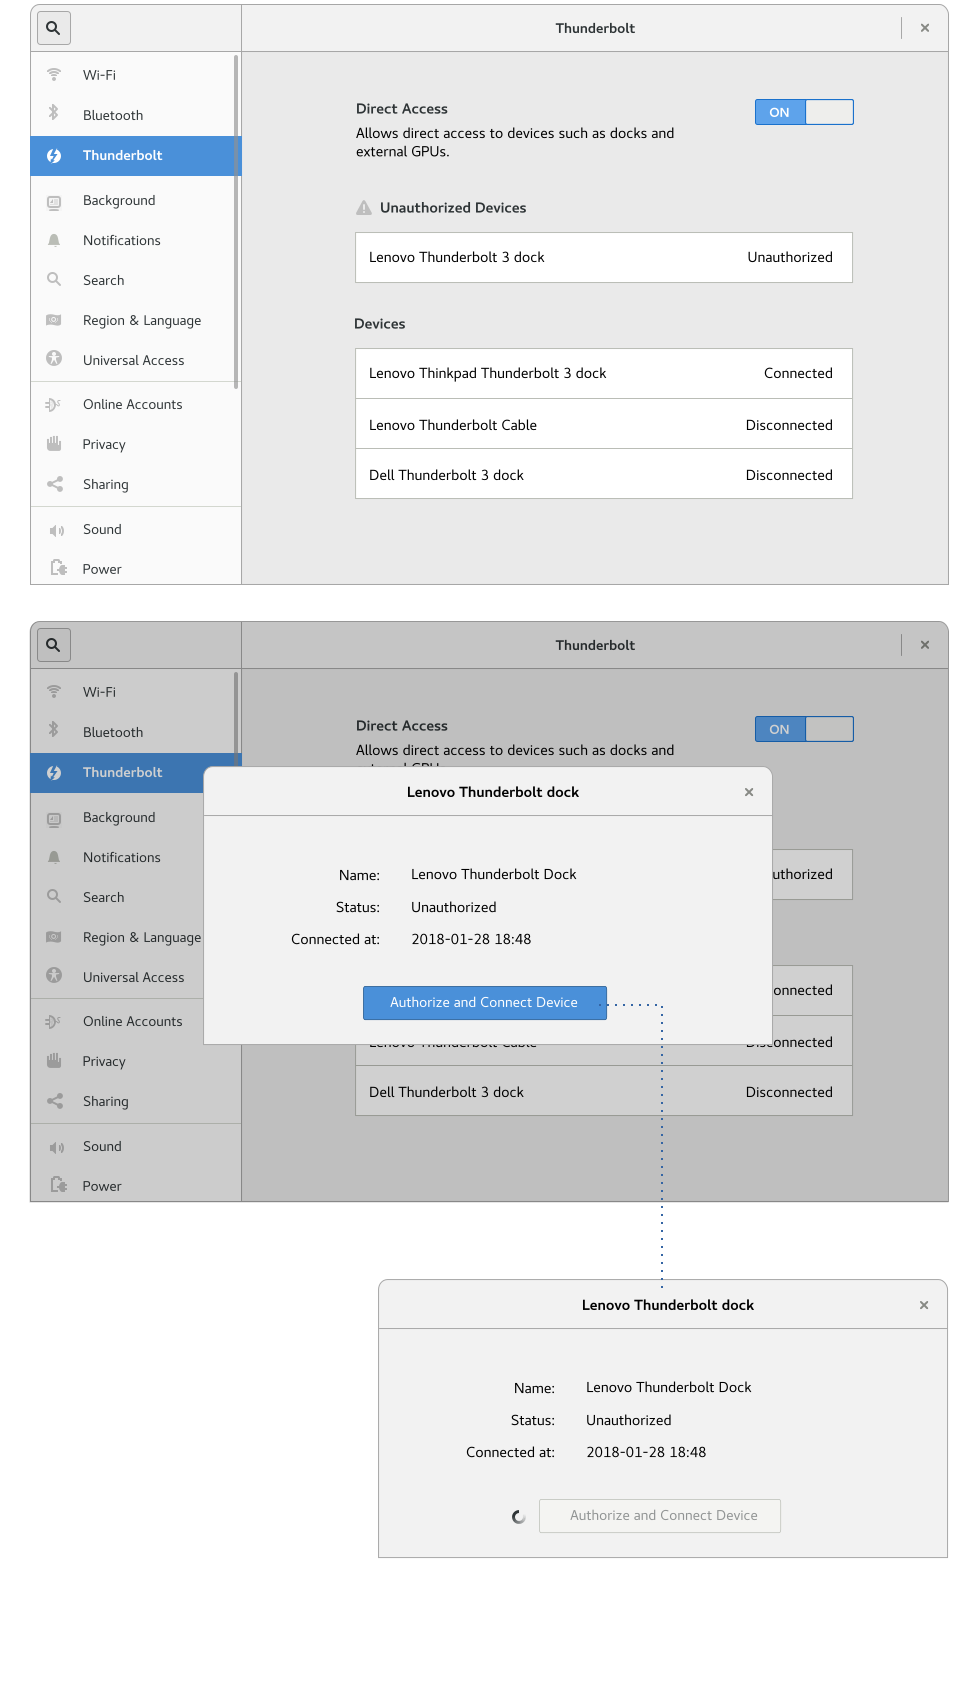 Thunderbolt
Wi-Fi
Bluetooth
Thunderbolt
Background
Notifications
Search
Region & Language
Universal Access
Online Accounts
Privacy
Sharing
Sound
Power
Direct Access
ON
Allows direct access to devices such as docks and
external GPUs.
Unauthorized Devices
Lenovo Thunderbolt 3 dock Unauthorized
Devices
Lenovo Thinkpad Thunderbolt 3 dock Connected
Lenovo Thunderbolt Cable Disconnected
Dell Thunderbolt 3 dock Disconnected
Thunderbolt
Wi-Fi
Bluetooth
Thunderbolt
Background
Notifications
Search
Region & Language
Universal Access
Online Accounts
Privacy
Sharing
Sound
Power
Direct Access
ON
Allows direct access to devices such as docks and
Lenovo Thunderbolt dock
Name: Lenovo Thunderbolt Dock
Status: Unauthorized
Connected at: 2018-01-28 18:48
Authorize and Connect Device
uthorized
onnected
Lenovo Thunderbolt Cable Disconnected
Dell Thunderbolt 3 dock Disconnected
Lenovo Thunderbolt dock
Name: Lenovo Thunderbolt Dock
Status: Unauthorized
Connected at: 2018-01-28 18:48
Authorize and Connect Device